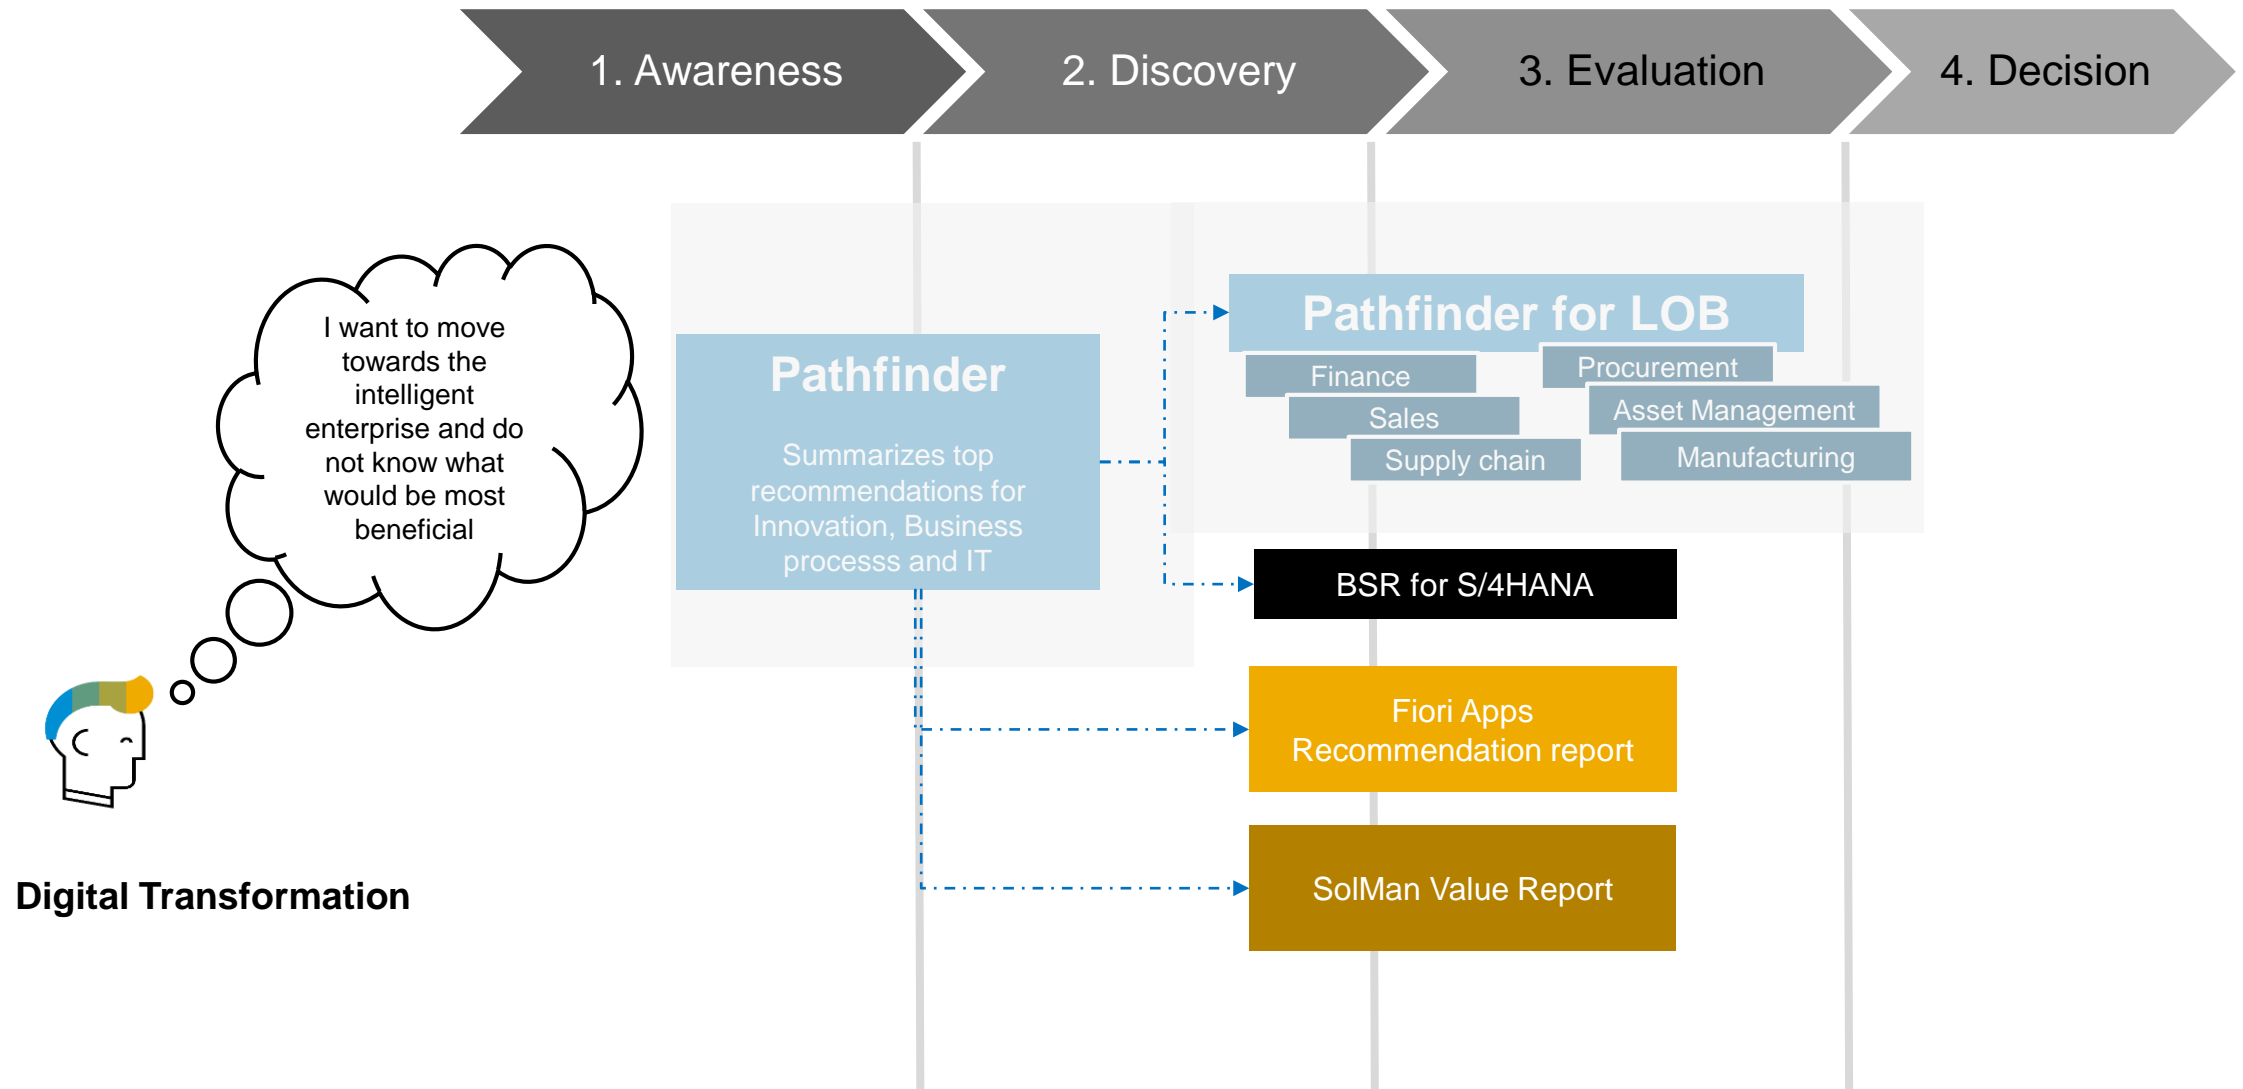 1. Awareness
2. Discovery
3. Evaluation
4. Decision
I want to move
towards the
intelligent
enterprise and do
not know what
would be most
beneficial
Digital Transformation
Pathfinder
Summarizes top
recommendations for
Innovation, Business
processs and IT
Pathfinder for LOB
Finance
Sales
Supply chain
Procurement
Asset Management
Manufacturing
BSR for S/4HANA
Fiori Apps
Recommendation report
SolMan Value Report